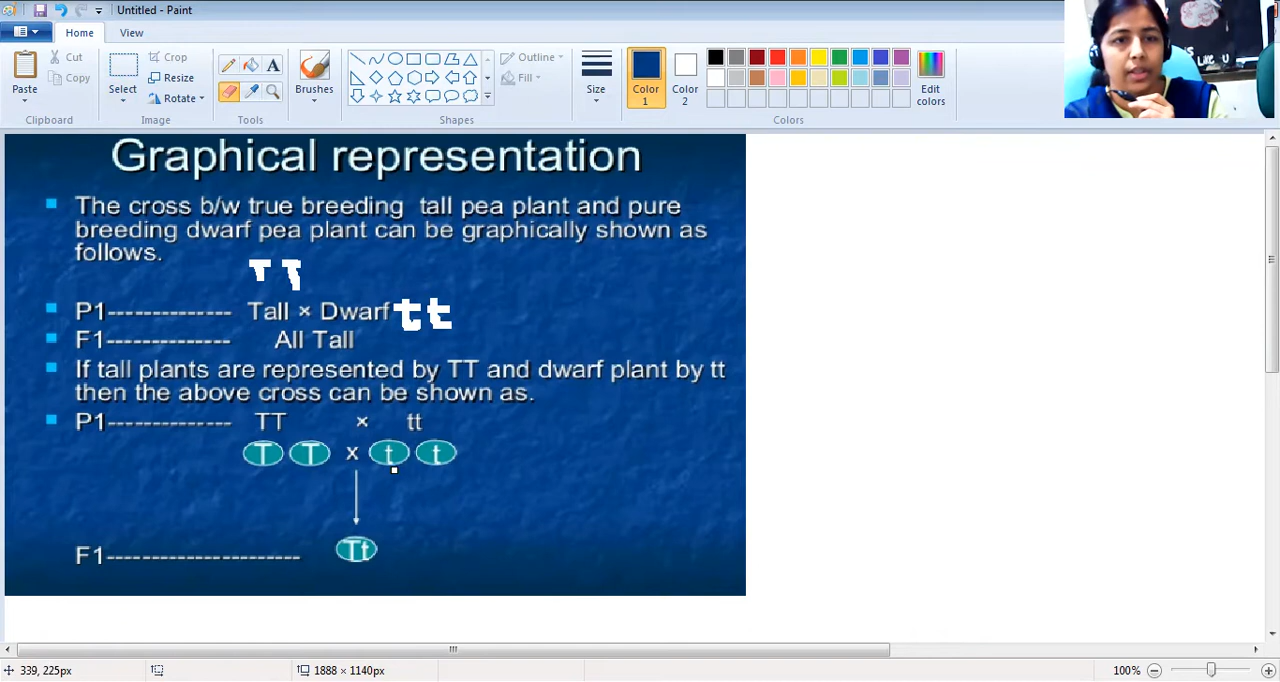 Untitled - Paint
Home View
Paste
Cut
Copy
Clipboard
Select
Crop
Resize
Rotate
Image
A
Tools
Brushes
Outline
Fill
Shapes
Size
Color 1
Color 2
Edit colors
Colors
Graphical representation
The cross b/w true breeding tall pea plant and pure
breeding dwarf pea plant can be graphically shown as
follows.
T T
P1-------------- Tall × Dwarf t t
F1-------------- All Tall
If tall plants are represented by TT and dwarf plant by tt
then the above cross can be shown as.
P1-------------- TT × tt
T T x t t
F1---------------------- Tt
339, 225px
1888 × 1140px
100%